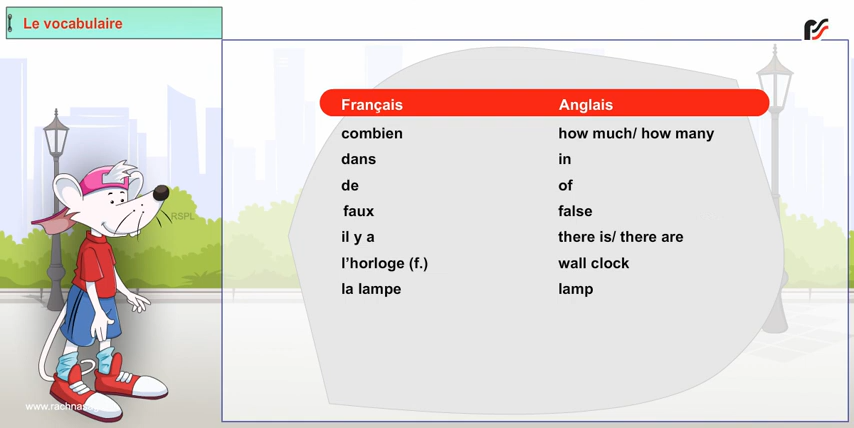 Le vocabulaire
Français Anglais
combien how much/ how many
dans in
de of
faux false
il y a there is/ there are
l’horloge (f.) wall clock
la lampe lamp
RSPL